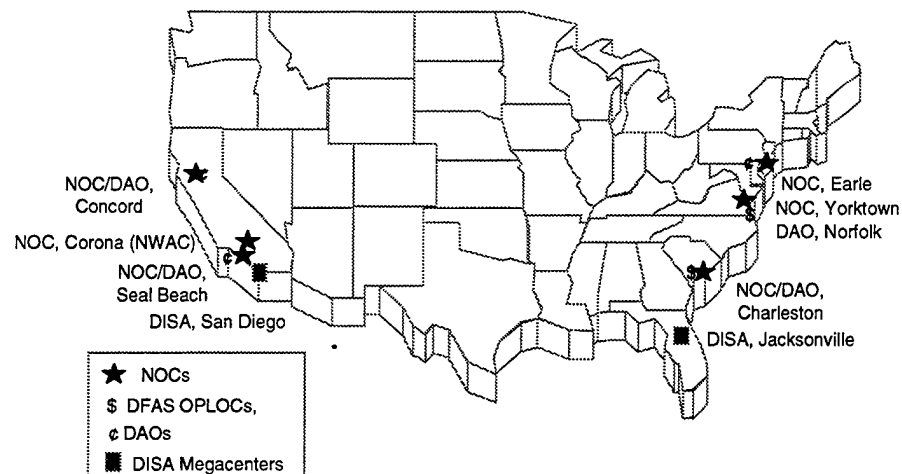 NOC/DAO,
Concord
NOC, Corona (NWAC)
¢
NOC/DAO,
Seal Beach
DISA, San Diego
¢
NOC, Earle
NOC, Yorktown
$
DAO, Norfolk
$
NOC/DAO,
Charleston
DISA, Jacksonville
NOCs
$ DFAS OPLOCs,
¢ DAOs
DISA Megacenters